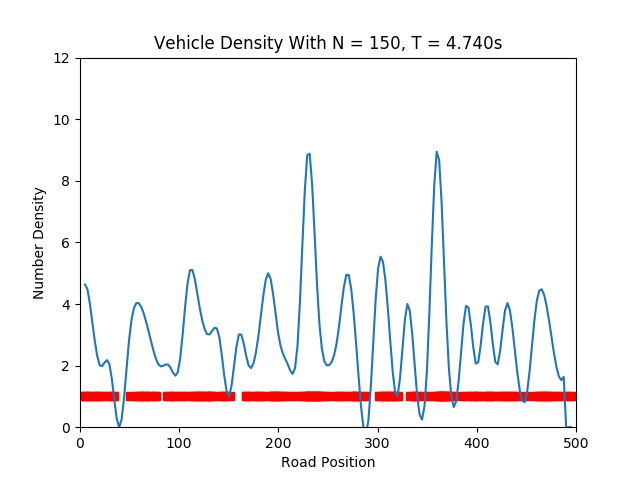 Vehicle Density With N = 150, T = 4.740s
12
10
8
6
4
2
0
Number Density
0 100 200 300 400 500
Road Position